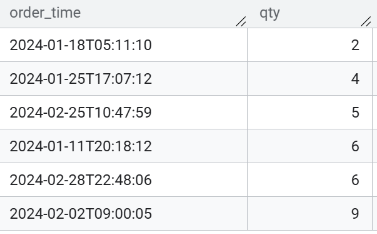 order_time qty
2024-01-18T05:11:10 2
2024-01-25T17:07:12 4
2024-02-25T10:47:59 5
2024-01-11T20:18:12 6
2024-02-28T22:48:06 6
2024-02-02T09:00:05 9